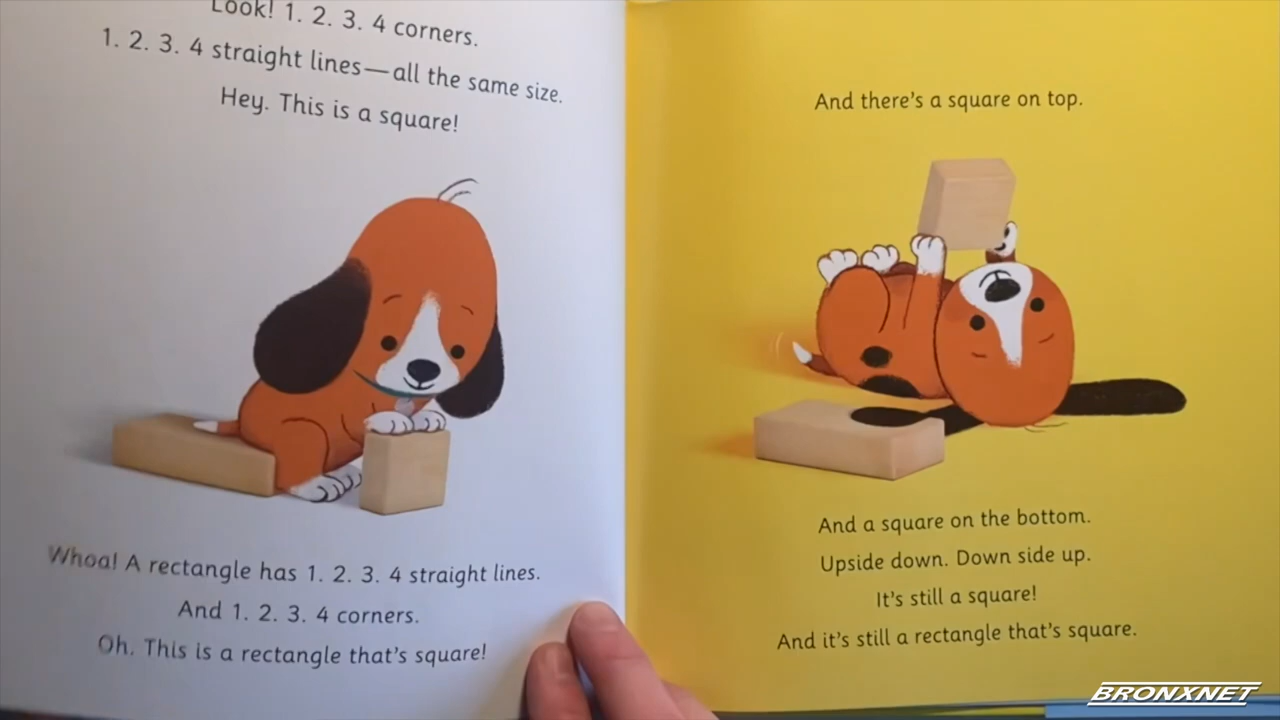 Look! 1. 2. 3. 4 corners.
1. 2. 3. 4 straight lines—all the same size.
Hey. This is a square!
Whoa! A rectangle has 1. 2. 3. 4 straight lines.
And 1. 2. 3. 4 corners.
Oh. This is a rectangle that's square!
And there's a square on top.
And a square on the bottom.
Upside down. Down side up.
It's still a square!
And it's still a rectangle that's square.
BRONXNET